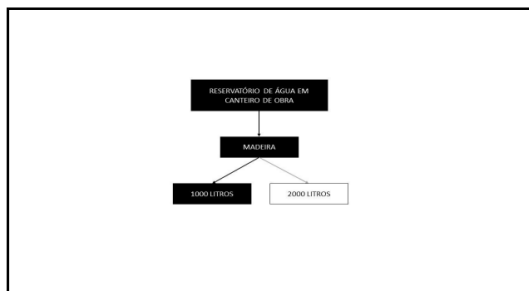 RESERVATÓRIO DE ÁGUA EM
CANTEIRO DE OBRA
MADEIRA
1000 LITROS
2000 LITROS